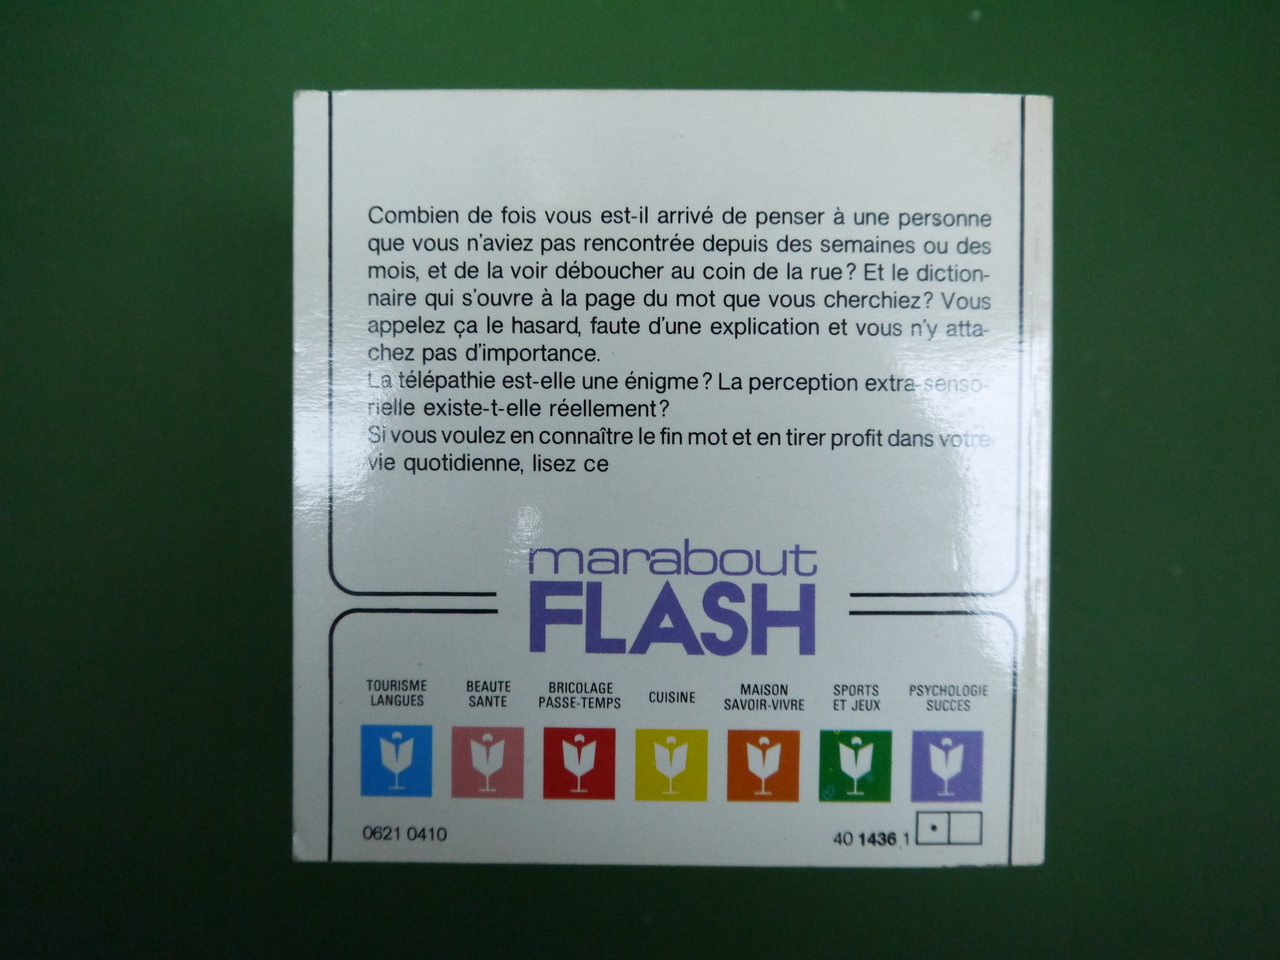 Combien de fois vous est-il arrivé de penser à une personne
que vous n'aviez pas rencontrée depuis des semaines ou des
mois, et de la voir déboucher au coin de la rue? Et le diction-
naire qui s'ouvre à la page du mot que vous cherchiez? Vous
appelez ça le hasard, faute d'une explication et vous n'y atta-
chez pas d'importance.
La télépathie est-elle une énigme? La perception extra-senso-
rielle existe-t-elle réellement?
Si vous voulez en connaître le fin mot et en tirer profit dans votre
vie quotidienne, lisez ce
marabout
FLASH
TOURISME
LANGUES
BEAUTE
SANTE
BRICOLAGE
PASSE-TEMPS
CUISINE
MAISON
SAVOIR-VIVRE
SPORTS
ET JEUX
PSYCHOLOGIE
SUCCES
0621 0410
40 1436 1